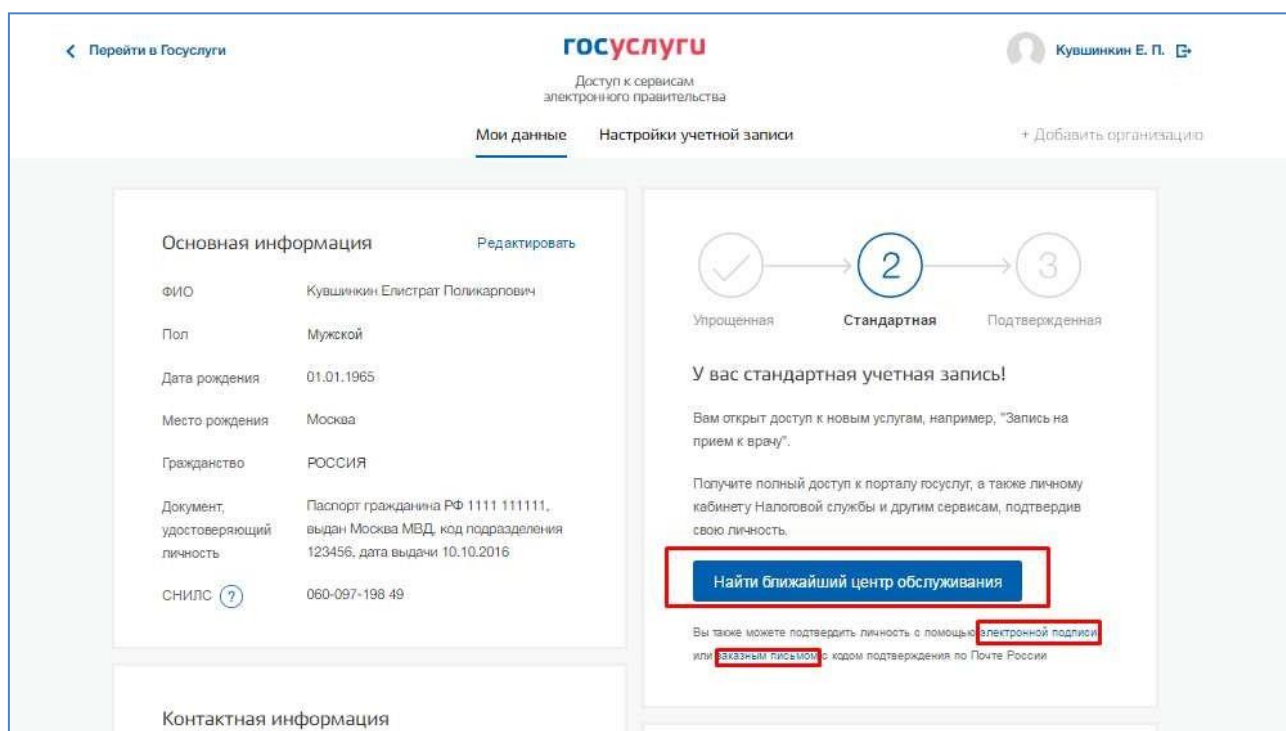 Перейти в Госуслуги
госуслуги
Кувшинкин Е. П.
Доступ к сервисам
электронного правительства
Мои данные
Настройки учетной записи
+ Добавить организацию
Основная информация
Редактировать
ФИО
Кувшинкин Елистрат Поликарпович
Пол
Мужской
Дата рождения
01.01.1965
Место рождения
Москва
Гражданство
РОССИЯ
Документ,
удостоверяющий
личность
Паспорт гражданина РФ 1111 111111,
выдан Москва МВД, код подразделения
123456, дата выдачи 10.10.2016
СНИЛС ?
060-097-198 49
Контактная информация
2
3
Упрощенная
Стандартная
Подтвержденная
У вас стандартная учетная запись!
Вам открыт доступ к новым услугам, например, "Запись на
прием к врачу".
Получите полный доступ к порталу госуслуг, а также личному
кабинету Налоговой службы и другим сервисам, подтвердив
свою личность.
Найти ближайший центр обслуживания
Вы также можете подтвердить личность с помощью электронной подписи
или заказным письмом с кодом подтверждения по Почте России